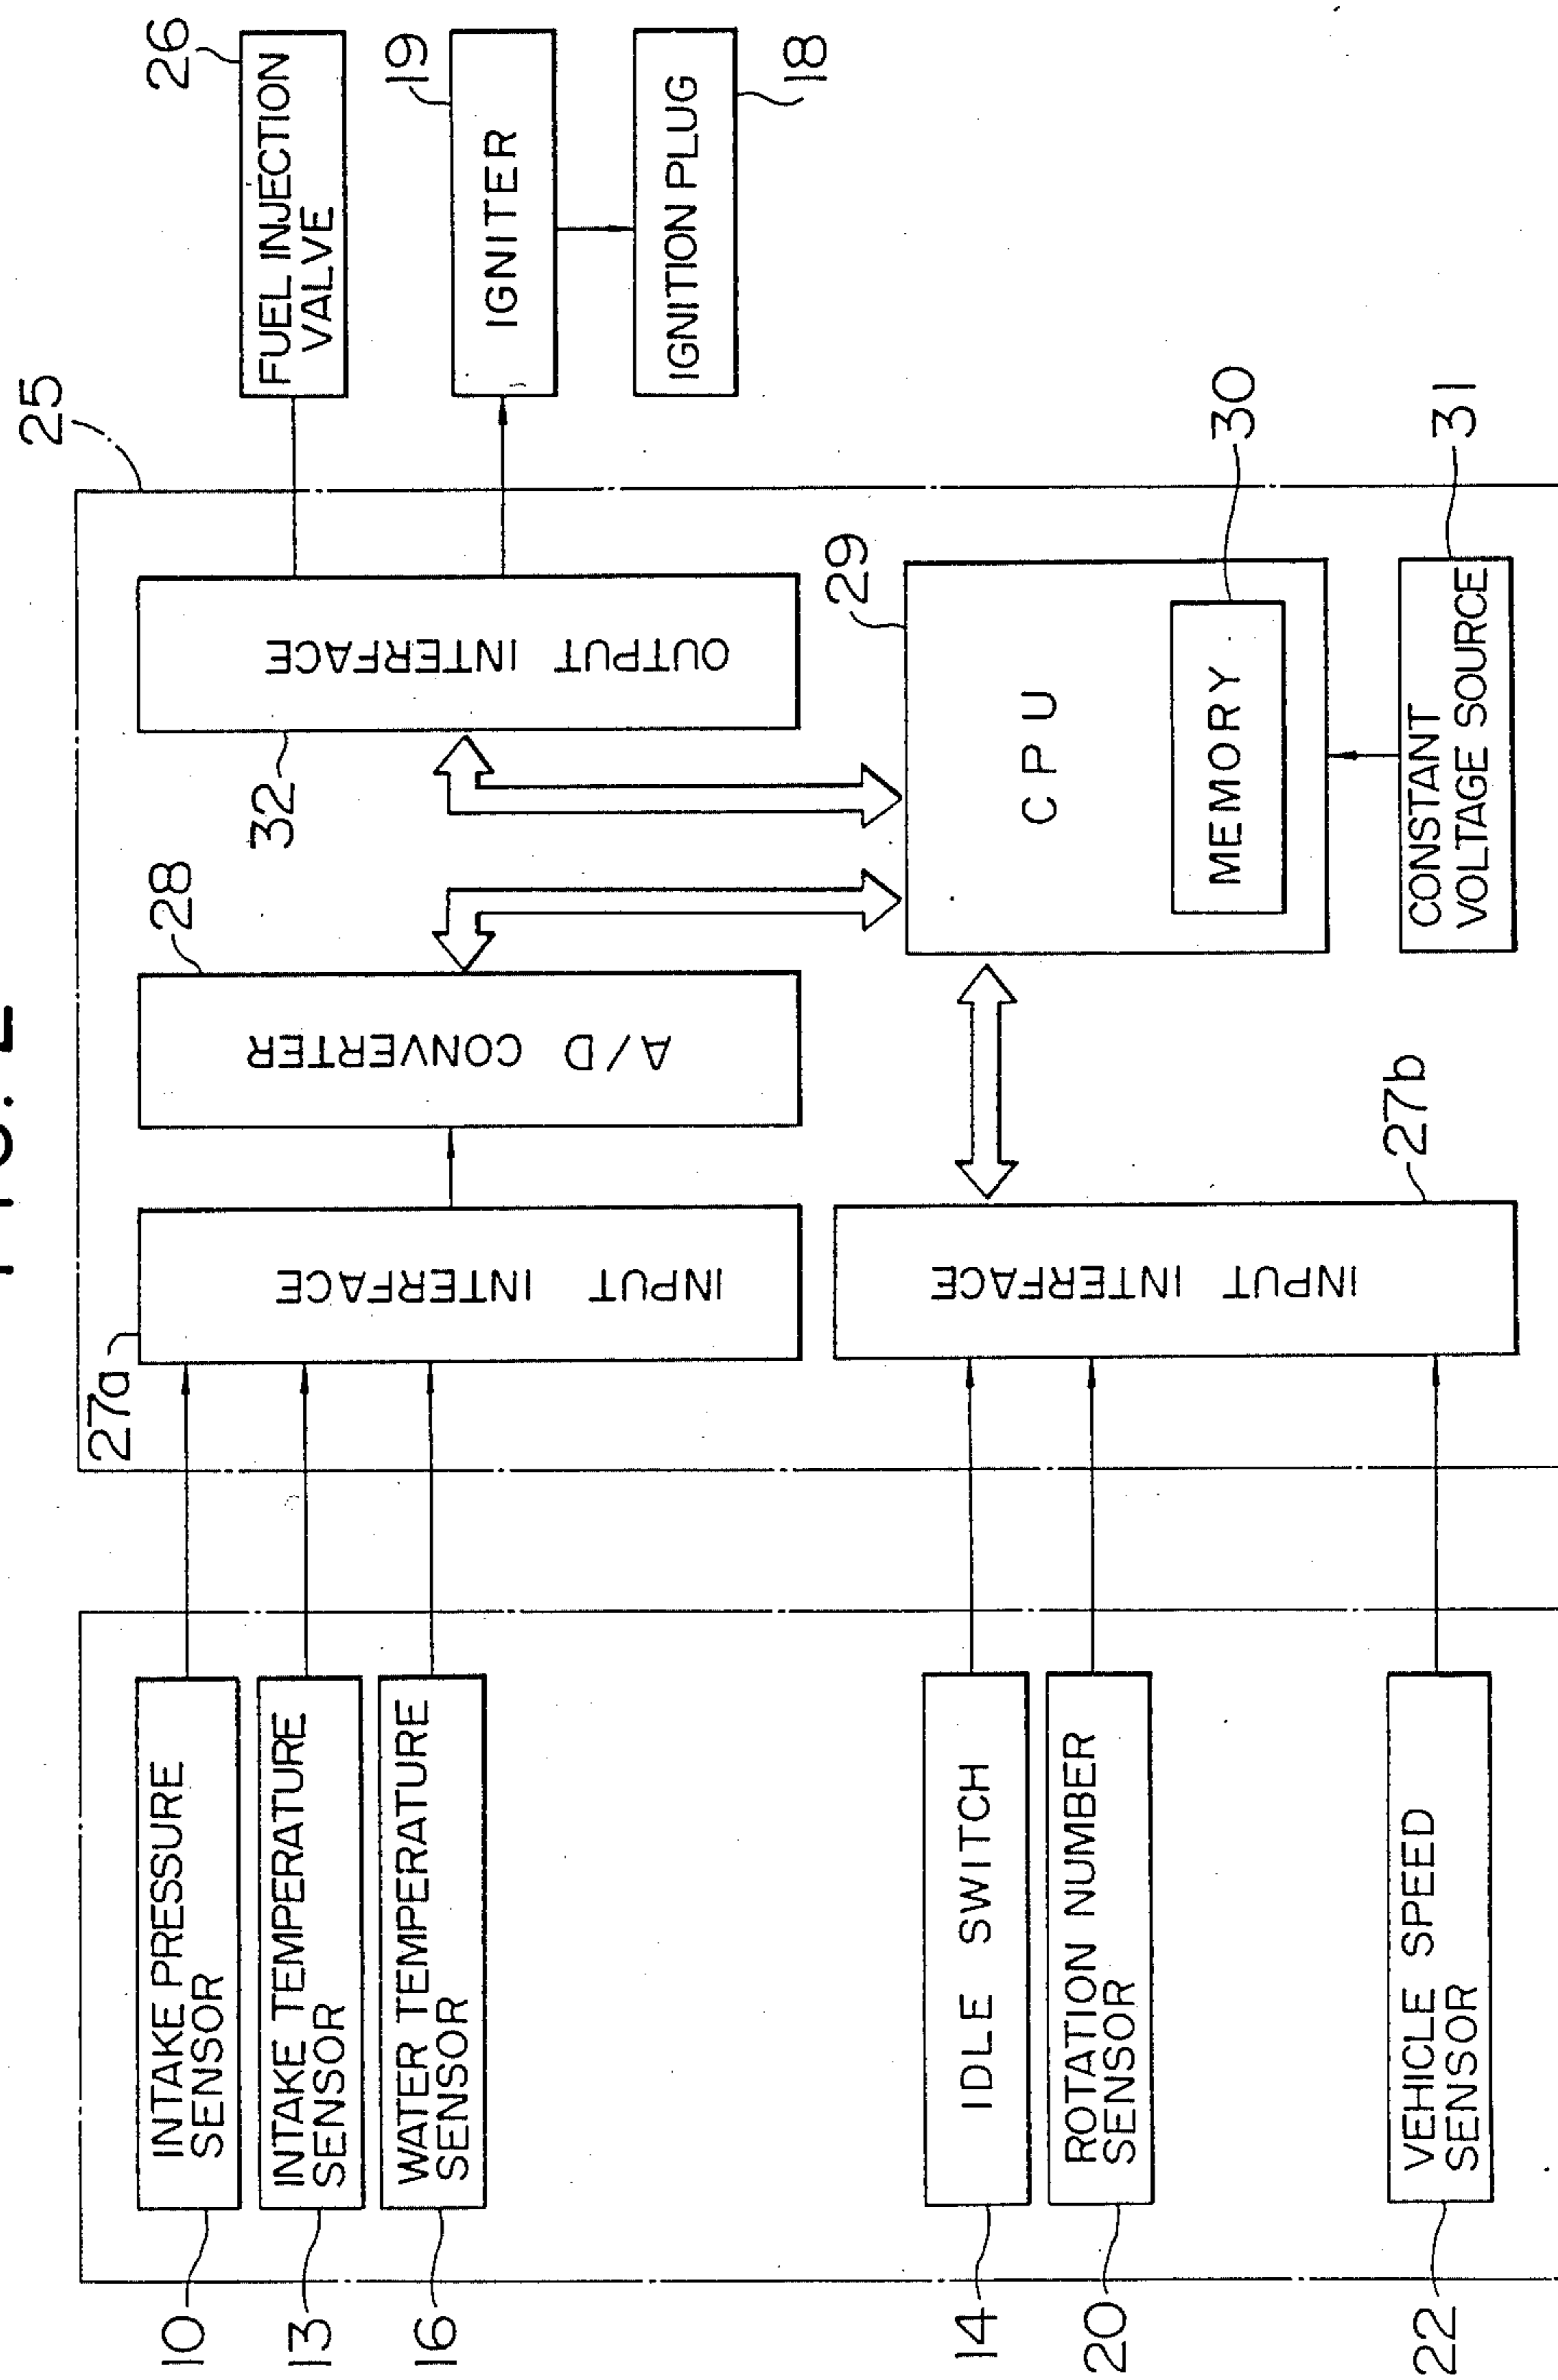 FIG. 2
10
INTAKE PRESSURE
SENSOR
13
INTAKE TEMPERATURE
SENSOR
16
WATER TEMPERATURE
SENSOR
14
IDLE SWITCH
20
ROTATION NUMBER
SENSOR
22
VEHICLE SPEED
SENSOR
27a
INPUT INTERFACE
27b
INPUT INTERFACE
28
A/D CONVERTER
32
OUTPUT INTERFACE
29
CPU
30
MEMORY
31
CONSTANT
VOLTAGE SOURCE
25
26
FUEL INJECTION
VALVE
19
IGNITER
18
IGNITION PLUG